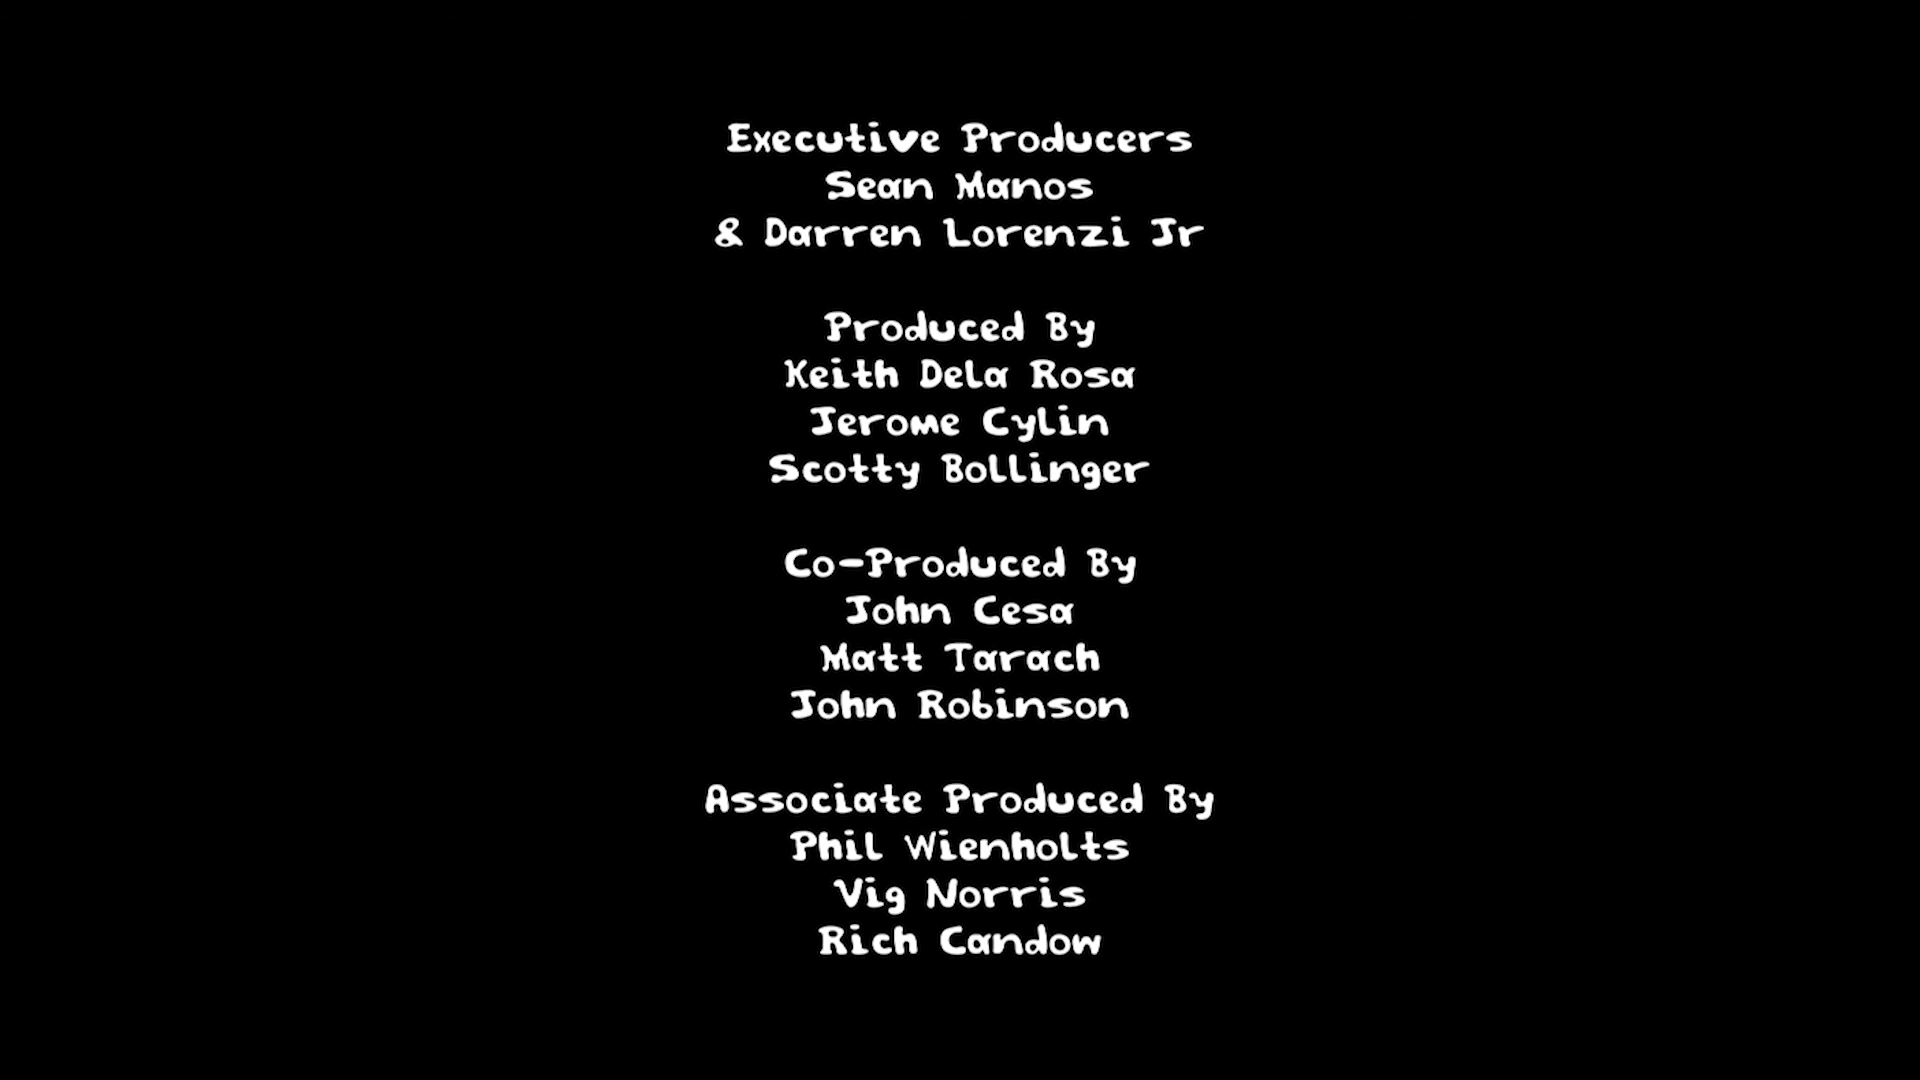 Executive Producers
Sean Manos
& Darren Lorenzi Jr
Produced By
Keith Dela Rosa
Jerome Cylin
Scotty Bollinger
Co-Produced By
John Cesa
Matt Tarach
John Robinson
Associate Produced By
Phil Wienholts
Vig Norris
Rich Candow